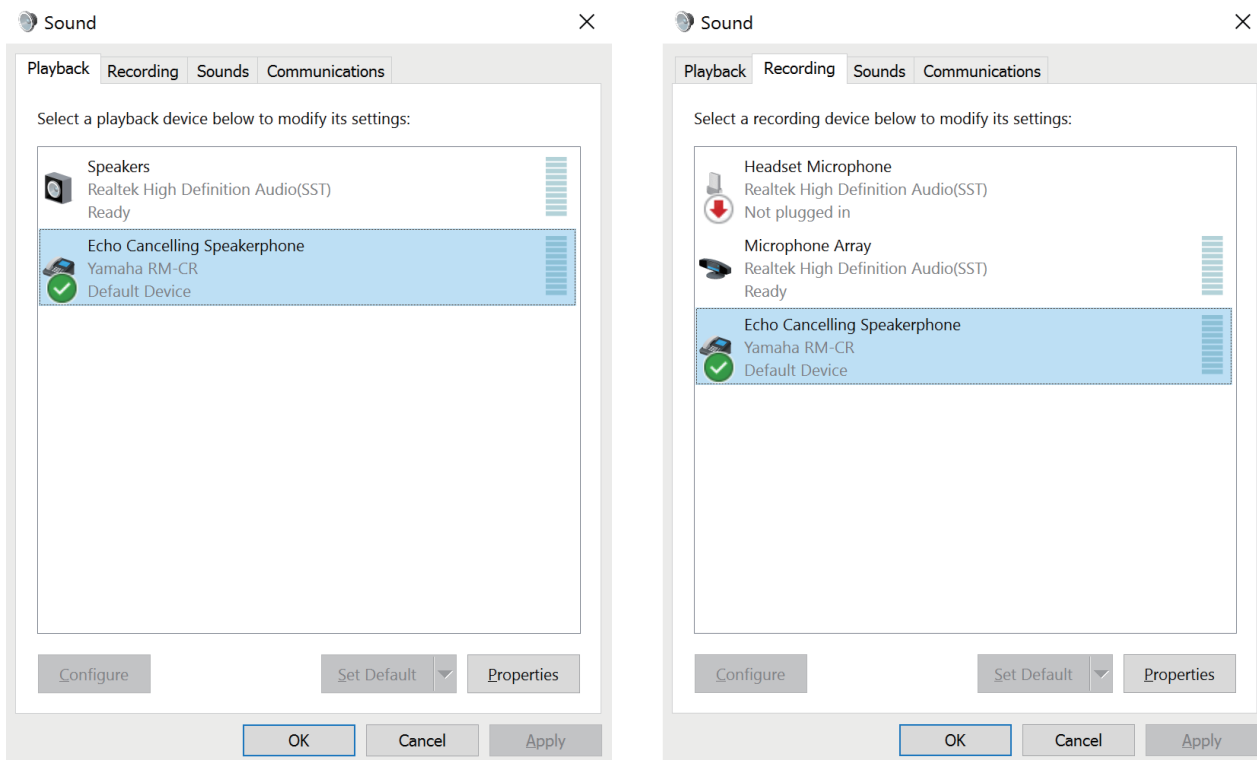 Sound
Playback Recording Sounds Communications
Select a playback device below to modify its settings:
Speakers
Realtek High Definition Audio(SST)
Ready
Echo Cancelling Speakerphone
Yamaha RM-CR
Default Device
Configure Set Default Properties
OK Cancel Apply
Sound
Playback Recording Sounds Communications
Select a recording device below to modify its settings:
Headset Microphone
Realtek High Definition Audio(SST)
Not plugged in
Microphone Array
Realtek High Definition Audio(SST)
Ready
Echo Cancelling Speakerphone
Yamaha RM-CR
Default Device
Configure Set Default Properties
OK Cancel Apply